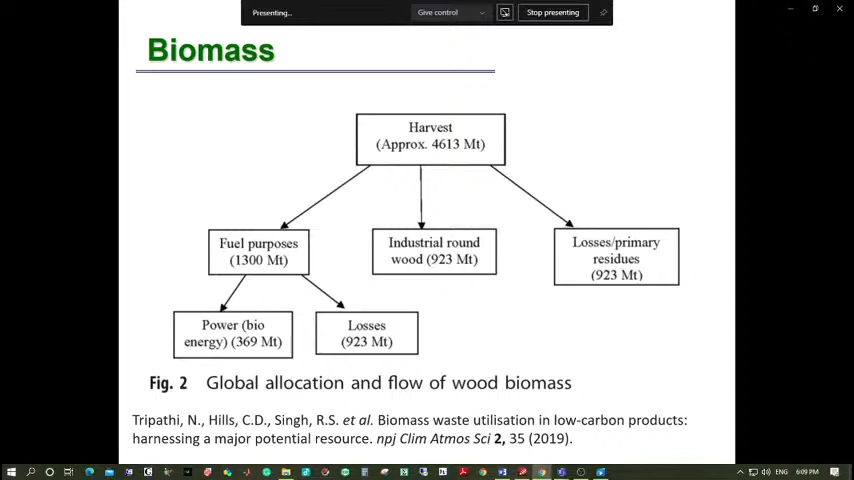 Presenting...
Give control
Stop presenting
Biomass
Harvest
(Approx. 4613 Mt)
Fuel purposes
(1300 Mt)
Industrial round
wood (923 Mt)
Losses/primary
residues
(923 Mt)
Power (bio
energy) (369 Mt)
Losses
(923 Mt)
Fig. 2 Global allocation and flow of wood biomass
Tripathi, N., Hills, C.D., Singh, R.S. et al. Biomass waste utilisation in low-carbon products:
harnessing a major potential resource. npj Clim Atmos Sci 2, 35 (2019).
ENG 6:09 PM